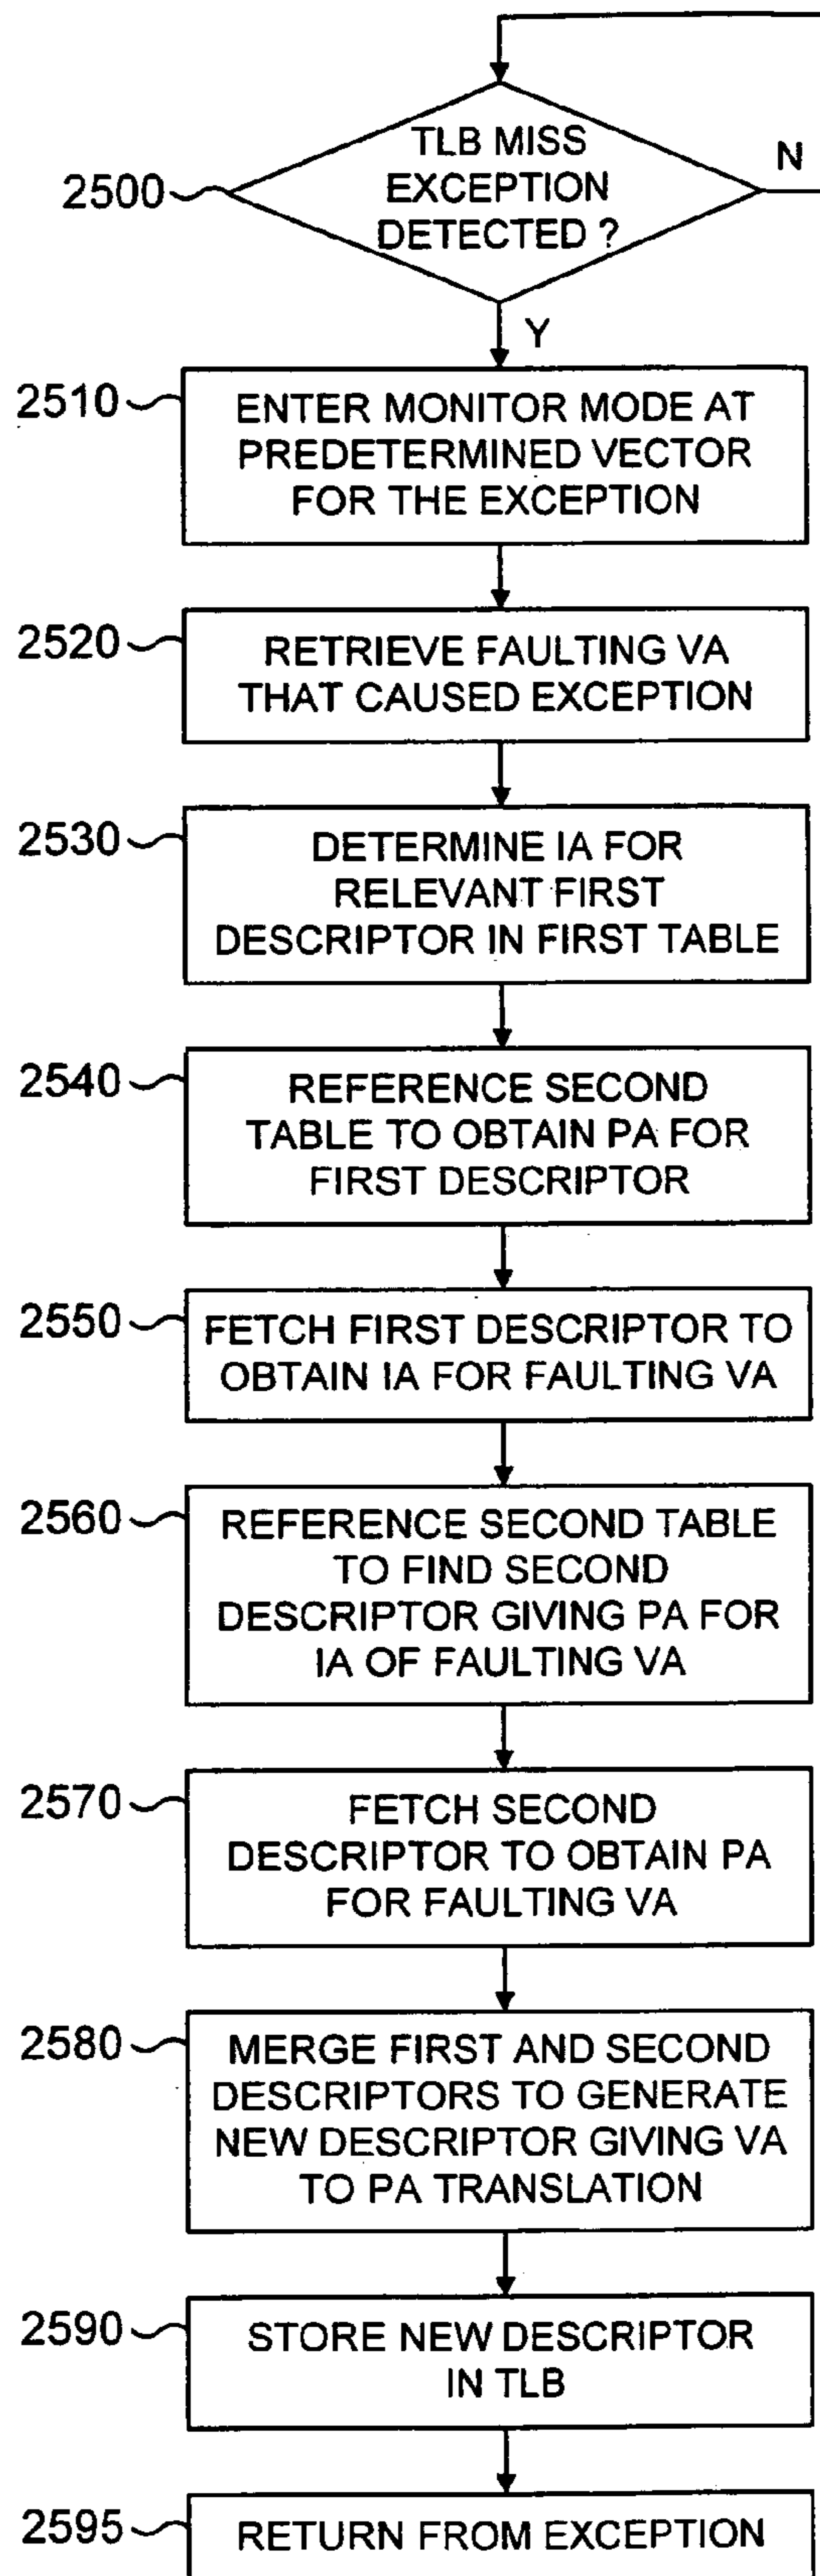 TLB MISS
EXCEPTION
DETECTED ?
N
2500
Y
2510
ENTER MONITOR MODE AT
PREDETERMINED VECTOR
FOR THE EXCEPTION
2520
RETRIEVE FAULTING VA
THAT CAUSED EXCEPTION
2530
DETERMINE IA FOR
RELEVANT FIRST
DESCRIPTOR IN FIRST TABLE
2540
REFERENCE SECOND
TABLE TO OBTAIN PA FOR
FIRST DESCRIPTOR
2550
FETCH FIRST DESCRIPTOR TO
OBTAIN IA FOR FAULTING VA
2560
REFERENCE SECOND TABLE
TO FIND SECOND
DESCRIPTOR GIVING PA FOR
IA OF FAULTING VA
2570
FETCH SECOND
DESCRIPTOR TO OBTAIN PA
FOR FAULTING VA
2580
MERGE FIRST AND SECOND
DESCRIPTORS TO GENERATE
NEW DESCRIPTOR GIVING VA
TO PA TRANSLATION
2590
STORE NEW DESCRIPTOR
IN TLB
2595
RETURN FROM EXCEPTION